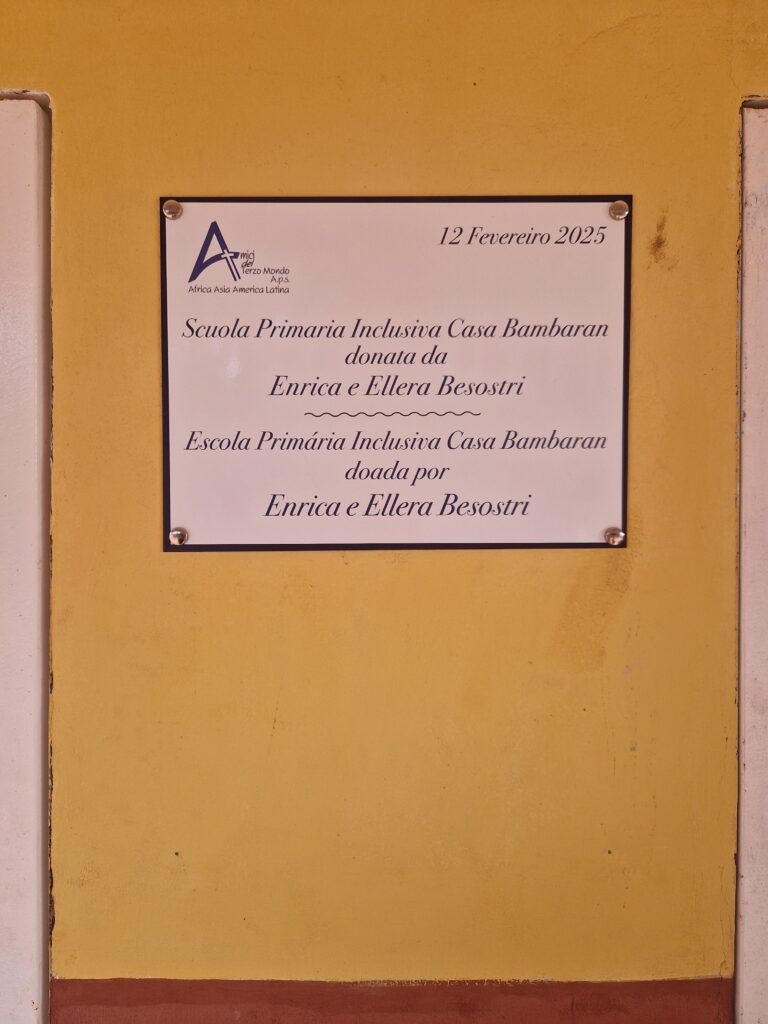 12 Fevereiro 2025
Amici
del
Terzo Mondo
A.p.s.
Africa Asia America Latina
Scuola Primaria Inclusiva Casa Bambaran
donata da
Enrica e Ellera Besostri
Escola Primária Inclusiva Casa Bambaran
doada por
Enrica e Ellera Besostri